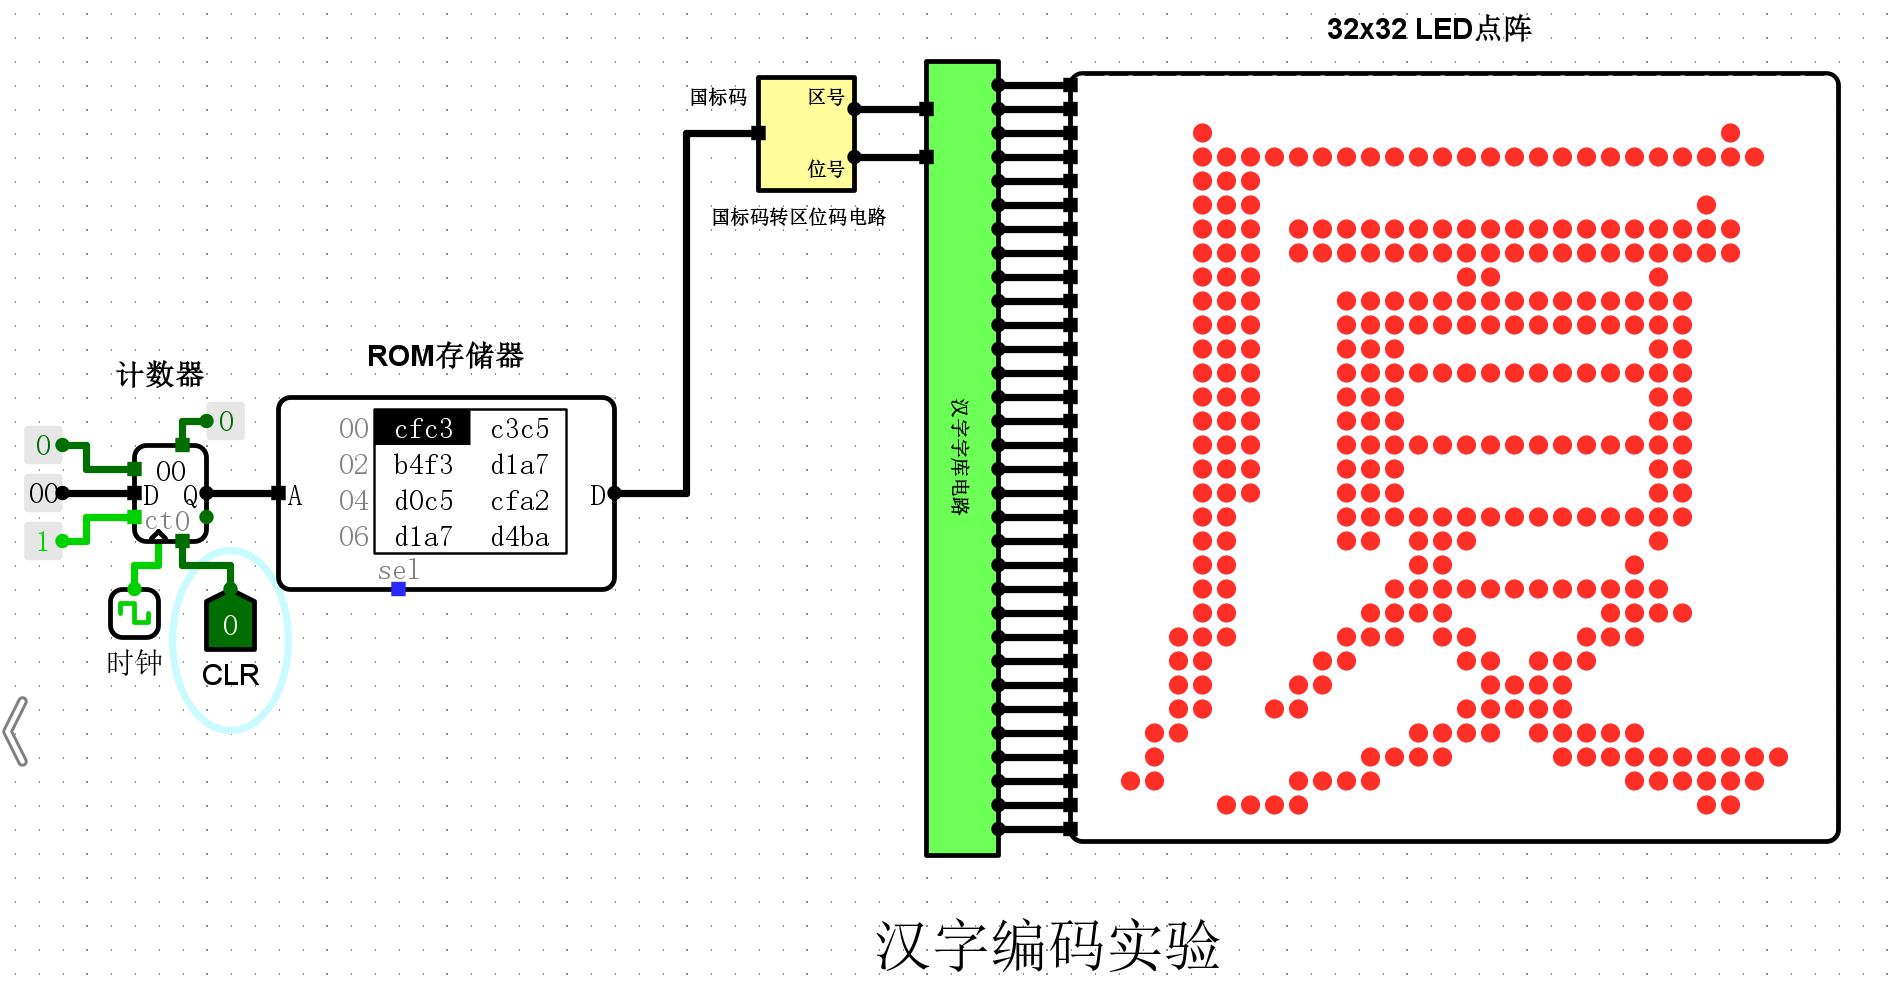 32x32 LED点阵
国标码 区号
位号
国标码转区位码电路
汉字字库电路
ROM存储器
计数器
0
0
00
1
00
D Q
ct0
A
00 cfc3 c3c5
02 b4f3 d1a7
04 d0c5 cfa2
06 d1a7 d4ba
D
sel
0
时钟
CLR
厦
汉字编码实验